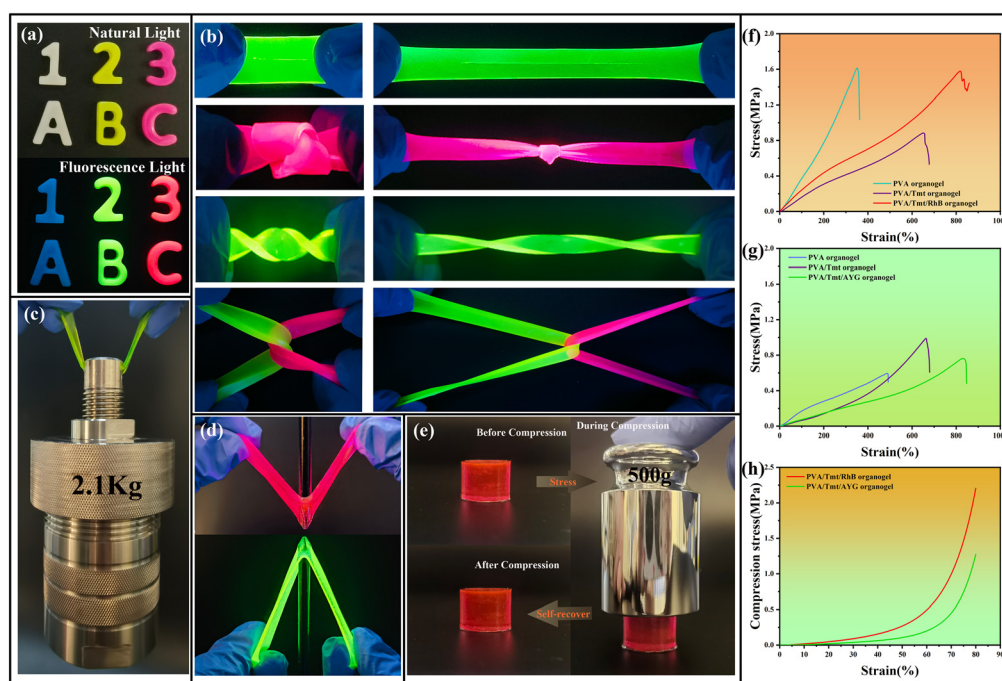 (a)
Natural Light
1 2 3
A B C
Fluorescence Light
1 2 3
A B C
(b)
(c)
2.1Kg
(d)
(e)
Before Compression
During Compression
500g
Stress
After Compression
Self-recover
(f)
Stress(MPa)
2.0
1.6
1.2
0.8
0.4
0.0
PVA organogel
PVA/Tmt organogel
PVA/Tmt/RhB organogel
0 200 400 600 800 100
Strain(%)
(g)
Stress(MPa)
2.0
1.6
1.2
0.8
0.4
0.0
PVA organogel
PVA/Tmt organogel
PVA/Tmt/AYG organogel
0 200 400 600 800 100
Strain(%)
(h)
Compression stress(MPa)
2.5
2.0
1.5
1.0
0.5
0.0
PVA/Tmt/RhB organogel
PVA/Tmt/AYG organogel
0 10 20 30 40 50 60 70 80 90
Strain(%)